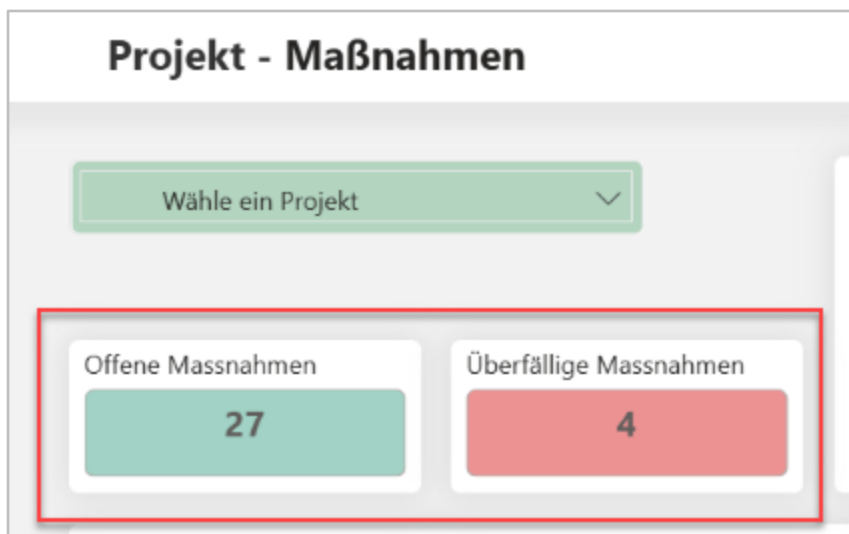 Projekt - Maßnahmen
Wähle ein Projekt
Offene Massnahmen
27
Überfällige Massnahmen
4